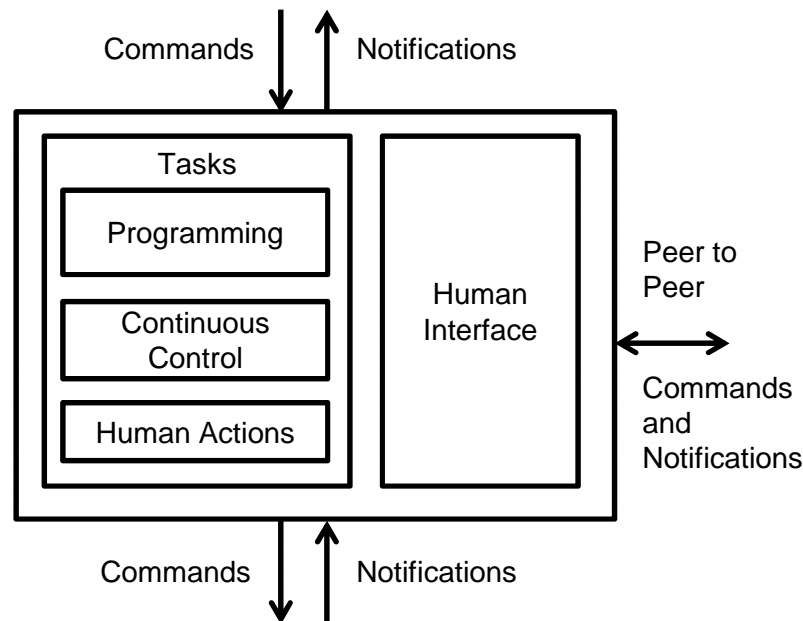 Commands
Notifications
Tasks
Programming
Continuous
Control
Human Actions
Human
Interface
Peer to
Peer
Commands
and
Notifications
Commands
Notifications